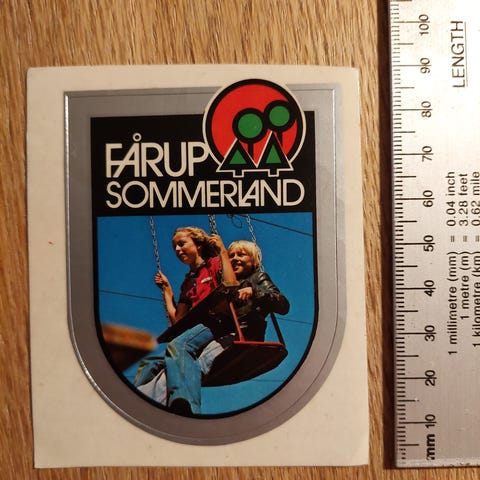 FÅRUP
SOMMERLAND
mm 10 20 30 40 50 60 70 80 90 100
LENGTH
1 millimetre (mm) = 0.04 inch
1 metre (m) = 3.28 feet
1 kilometre (km) = 0.62 mile